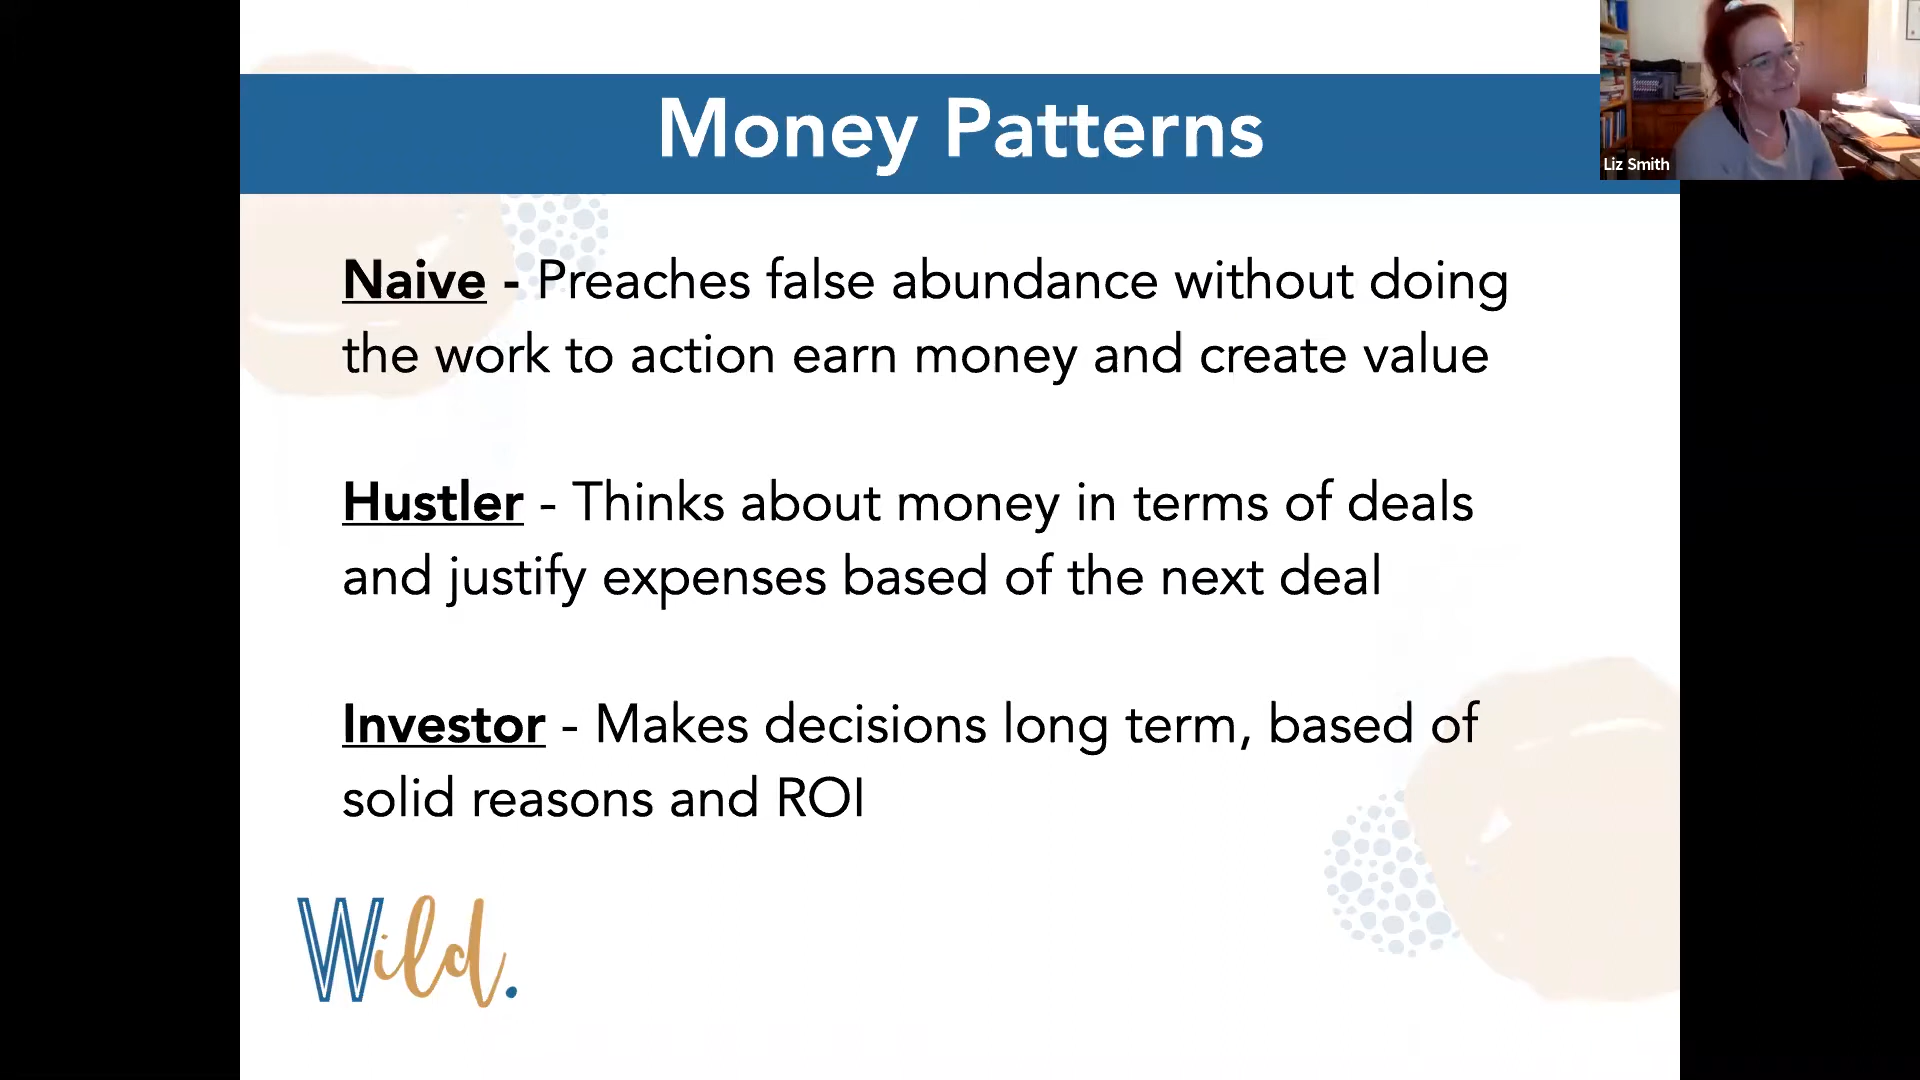 Money Patterns
Liz Smith
Naive - Preaches false abundance without doing
the work to action earn money and create value
Hustler - Thinks about money in terms of deals
and justify expenses based of the next deal
Investor - Makes decisions long term, based of
solid reasons and ROI
Wild.